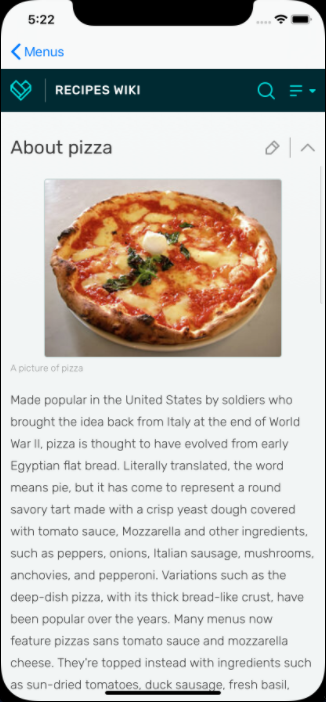 5:22
Menus
RECIPES WIKI
About pizza
A picture of pizza
Made popular in the United States by soldiers who
brought the idea back from Italy at the end of World
War II, pizza is thought to have evolved from early
Egyptian flat bread. Literally translated, the word
means pie, but it has come to represent a round
savory tart made with a crisp yeast dough covered
with tomato sauce, Mozzarella and other ingredients,
such as peppers, onions, Italian sausage, mushrooms,
anchovies, and pepperoni. Variations such as the
deep-dish pizza, with its thick bread-like crust, have
been popular over the years. Many menus now
feature pizzas sans tomato sauce and mozzarella
cheese. They're topped instead with ingredients such
as sun-dried tomatoes, duck sausage, fresh basil,